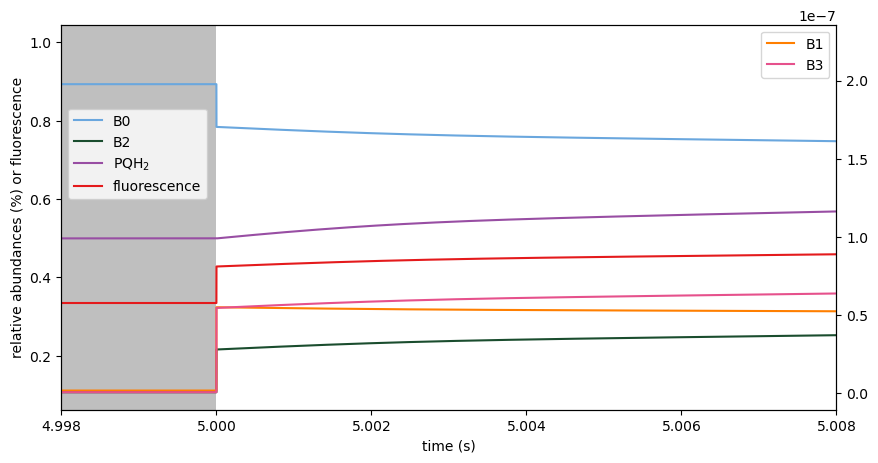 1e−7
1.0
0.8
0.6
0.4
0.2
relative abundances (%) or fluorescence
B0
B2
PQH₂
fluorescence
B1
B3
2.0
1.5
1.0
0.5
0.0
4.998
5.000
5.002
5.004
5.006
5.008
time (s)